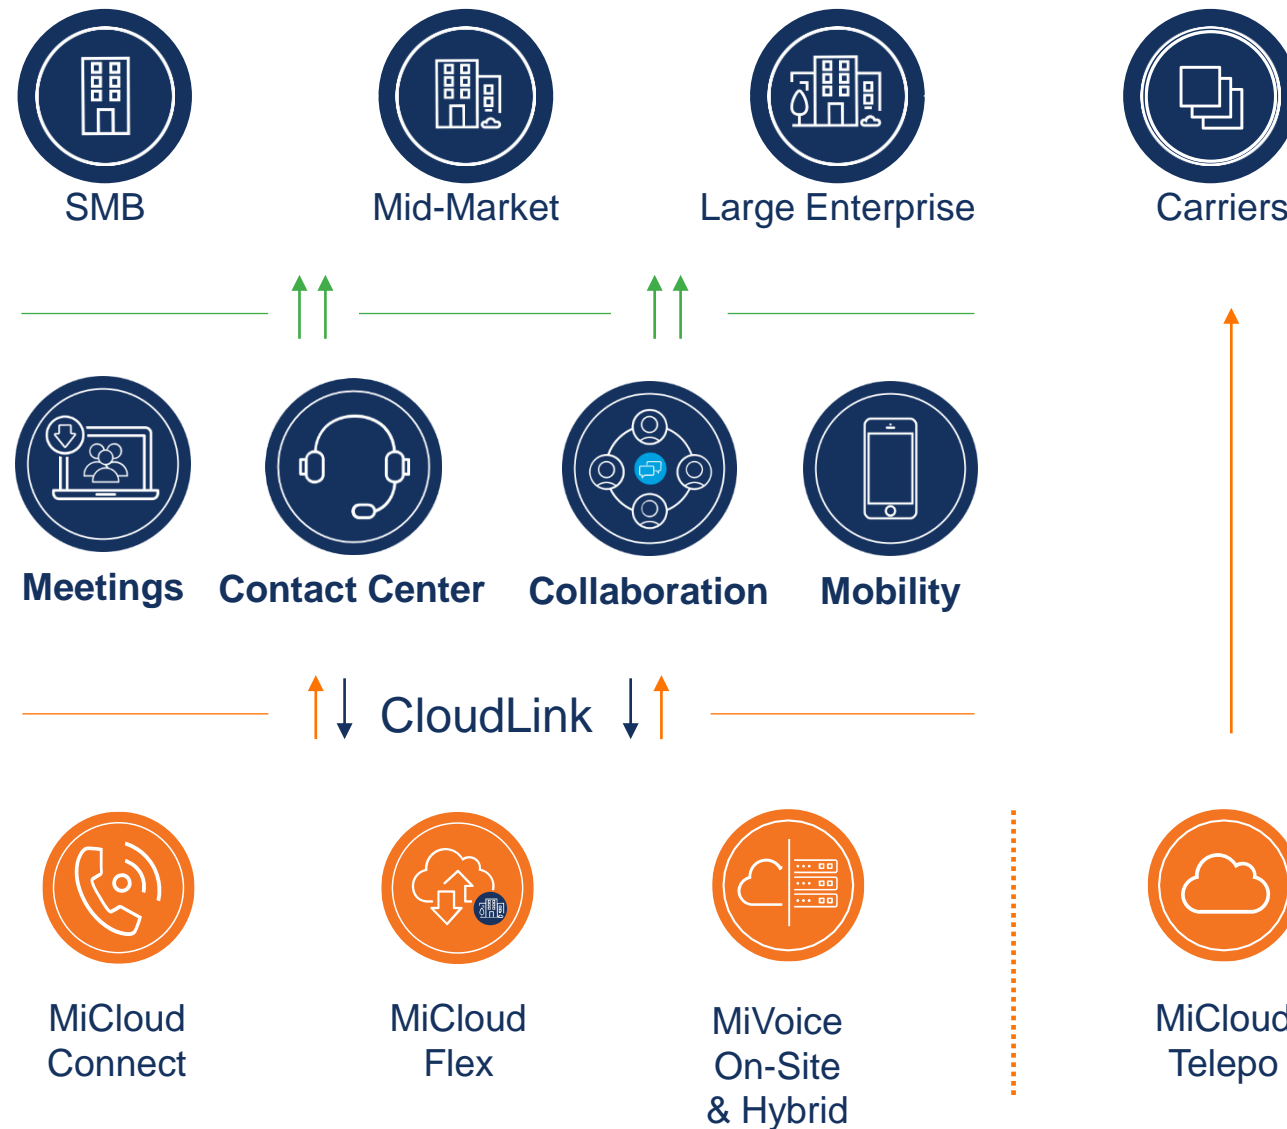 SMB
Mid-Market
Large Enterprise
Carriers
Meetings
Contact Center
Collaboration
Mobility
CloudLink
MiCloud
Connect
MiCloud
Flex
MiVoice
On-Site
& Hybrid
MiCloud
Telepo